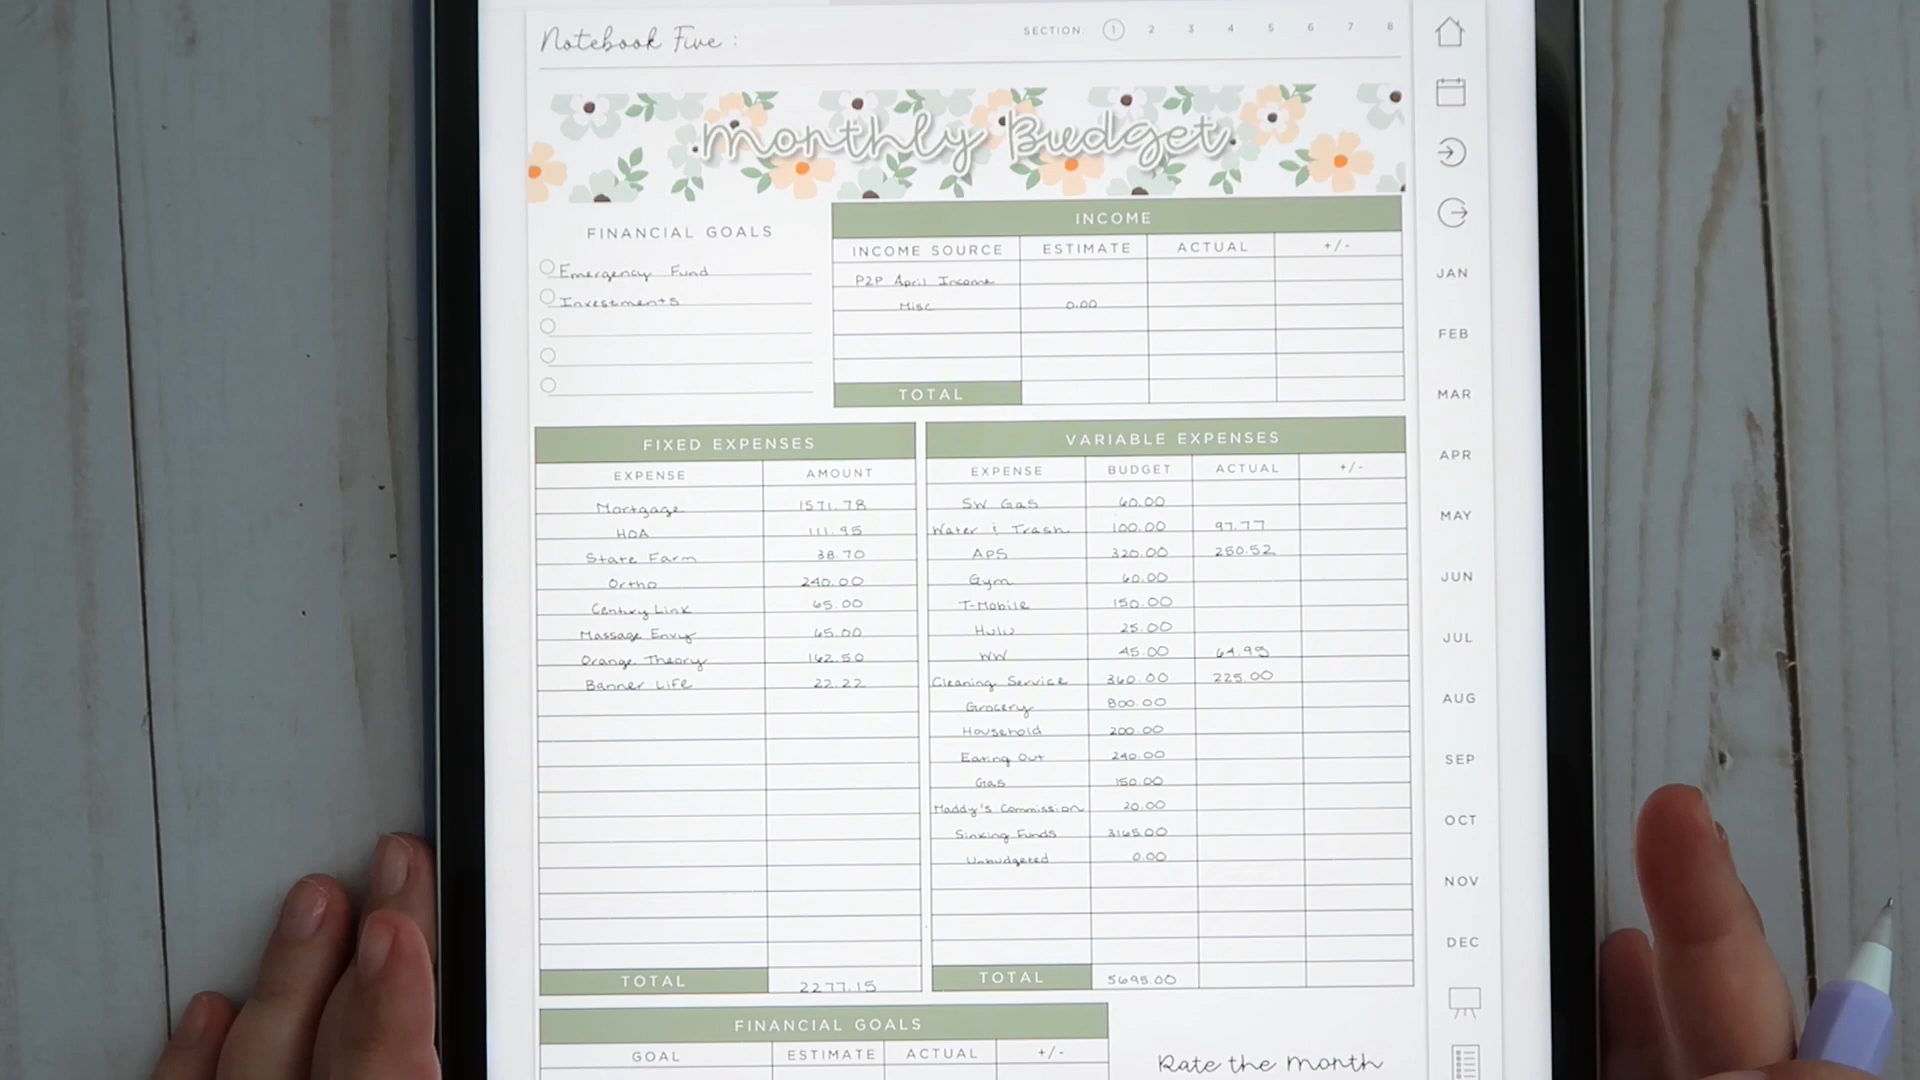 Notebook Five :
SECTION 1 2 3 4 5 6 7 8
Monthly Budget
FINANCIAL GOALS
Emergency Fund
Investments
INCOME
INCOME SOURCE ESTIMATE ACTUAL +/-
P2P April Income
Misc 0.00
TOTAL
FIXED EXPENSES
EXPENSE AMOUNT
Mortgage 1571.78
HOA 111.95
State Farm 38.70
Ortho 240.00
Century Link 65.00
Massage Envy 65.00
Orange Theory 162.50
Banner Life 22.22
TOTAL 2277.15
VARIABLE EXPENSES
EXPENSE BUDGET ACTUAL +/-
SW Gas 60.00
Water & Trash 100.00 97.77
APS 320.00 250.52
Gym 60.00
T-Mobile 150.00
Hulu 25.00
WW 45.00 64.95
Cleaning Service 360.00 225.00
Grocery 800.00
Household 200.00
Eating Out 240.00
Gas 150.00
Maddy's Commission 20.00
Sinking Funds 3165.00
Unbudgeted 0.00
TOTAL 5695.00
FINANCIAL GOALS
GOAL ESTIMATE ACTUAL +/-
Rate the Month
JAN
FEB
MAR
APR
MAY
JUN
JUL
AUG
SEP
OCT
NOV
DEC